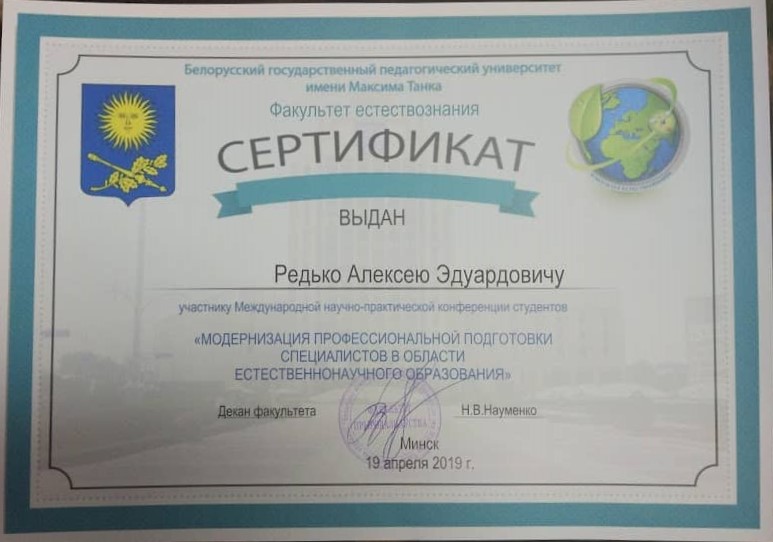 Белорусский государственный педагогический университет
имени Максима Танка
Факультет естествознания
СЕРТИФИКАТ
ВЫДАН
Редько Алексею Эдуардовичу
участнику Международной научно-практической конференции студентов
«МОДЕРНИЗАЦИЯ ПРОФЕССИОНАЛЬНОЙ ПОДГОТОВКИ
СПЕЦИАЛИСТОВ В ОБЛАСТИ
ЕСТЕСТВЕННОНАУЧНОГО ОБРАЗОВАНИЯ»
Декан факультета
Н.В.Науменко
Минск
19 апреля 2019 г.